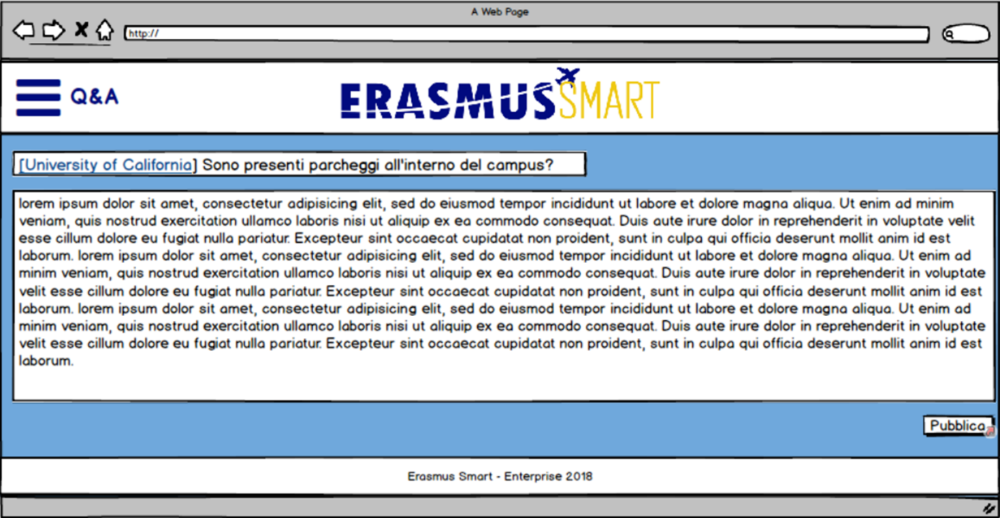 A Web Page
http://
Q&A
ERASMUSSMART
[University of California] Sono presenti parcheggi all'interno del campus?
lorem ipsum dolor sit amet, consectetur adipisicing elit, sed do eiusmod tempor incididunt ut labore et dolore magna aliqua. Ut enim ad minim
veniam, quis nostrud exercitation ullamco laboris nisi ut aliquip ex ea commodo consequat. Duis aute irure dolor in reprehenderit in voluptate velit
esse cillum dolore eu fugiat nulla pariatur. Excepteur sint occaecat cupidatat non proident, sunt in culpa qui officia deserunt mollit anim id est
laborum. lorem ipsum dolor sit amet, consectetur adipisicing elit, sed do eiusmod tempor incididunt ut labore et dolore magna aliqua. Ut enim ad
minim veniam, quis nostrud exercitation ullamco laboris nisi ut aliquip ex ea commodo consequat. Duis aute irure dolor in reprehenderit in voluptate
velit esse cillum dolore eu fugiat nulla pariatur. Excepteur sint occaecat cupidatat non proident, sunt in culpa qui officia deserunt mollit anim id est
laborum. lorem ipsum dolor sit amet, consectetur adipisicing elit, sed do eiusmod tempor incididunt ut labore et dolore magna aliqua. Ut enim ad
minim veniam, quis nostrud exercitation ullamco laboris nisi ut aliquip ex ea commodo consequat. Duis aute irure dolor in reprehenderit in voluptate
velit esse cillum dolore eu fugiat nulla pariatur. Excepteur sint occaecat cupidatat non proident, sunt in culpa qui officia deserunt mollit anim id est
laborum.
Pubblica
Erasmus Smart - Enterprise 2018